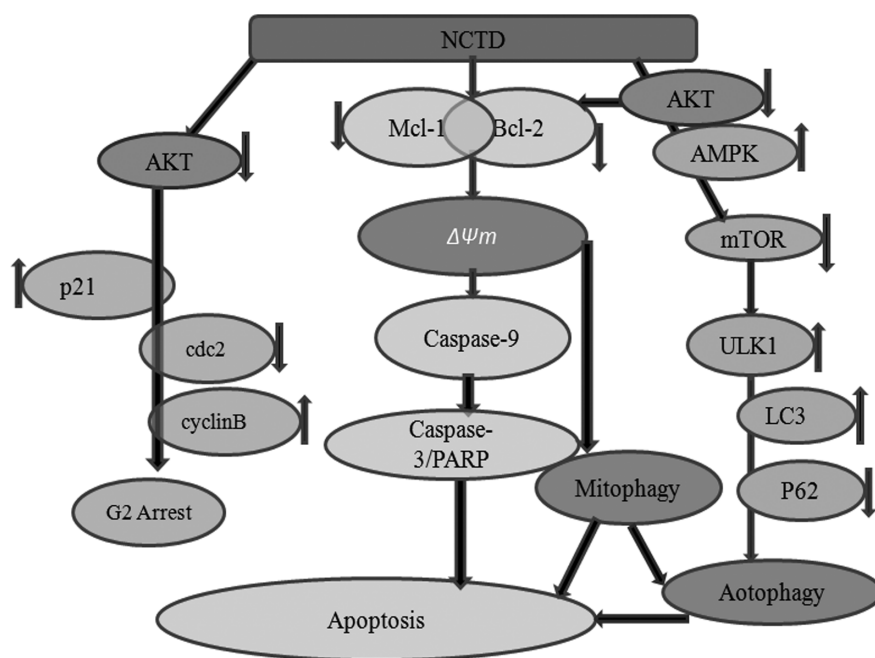 NCTD
AKT
p21
cdc2
cyclinB
G2 Arrest
Mcl-1
Bcl-2
ΔΨm
Caspase-9
Caspase-
3/PARP
Mitophagy
Apoptosis
AKT
AMPK
mTOR
ULK1
LC3
P62
Aotophagy